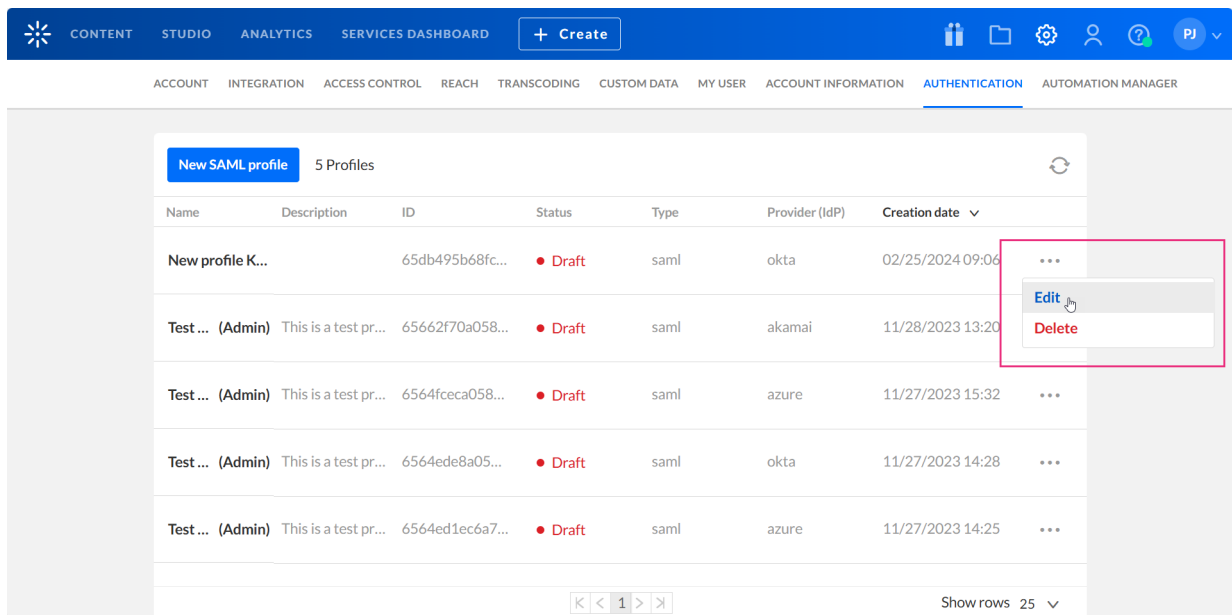 CONTENT STUDIO ANALYTICS SERVICES DASHBOARD + Create PJ
ACCOUNT INTEGRATION ACCESS CONTROL REACH TRANSCODING CUSTOM DATA MY USER ACCOUNT INFORMATION AUTHENTICATION AUTOMATION MANAGER
New SAML profile 5 Profiles
Name Description ID Status Type Provider (IdP) Creation date
New profile K... 65db495b68fc... Draft saml okta 02/25/2024 09:06
Edit
Test ... (Admin) This is a test pr... 65662f70a058... Draft saml akamai 11/28/2023 13:20
Delete
Test ... (Admin) This is a test pr... 6564fceca058... Draft saml azure 11/27/2023 15:32
Test ... (Admin) This is a test pr... 6564ede8a05... Draft saml okta 11/27/2023 14:28
Test ... (Admin) This is a test pr... 6564ed1ec6a7... Draft saml azure 11/27/2023 14:25
1 Show rows 25